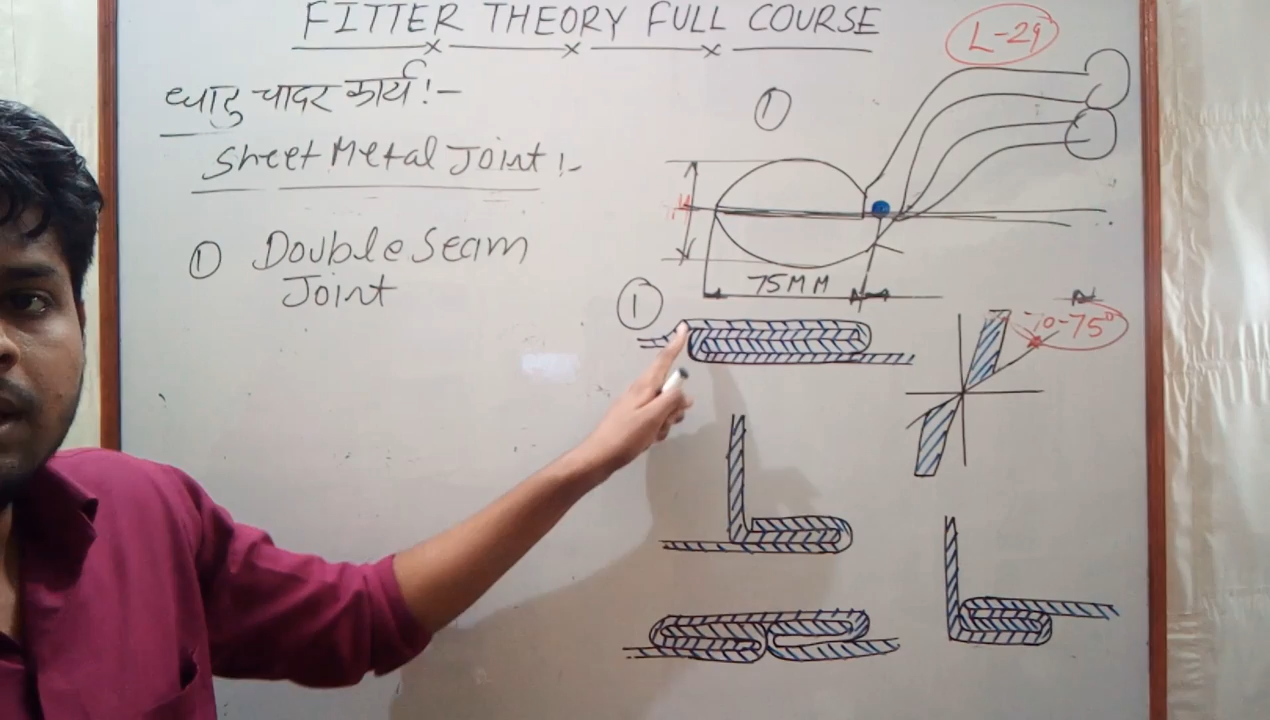 FITTER THEORY FULL COURSE
L-29
धातु चादर कार्य !-
Sheet Metal Joint !-
① Double Seam
Joint
①
75MM
①
70-75°